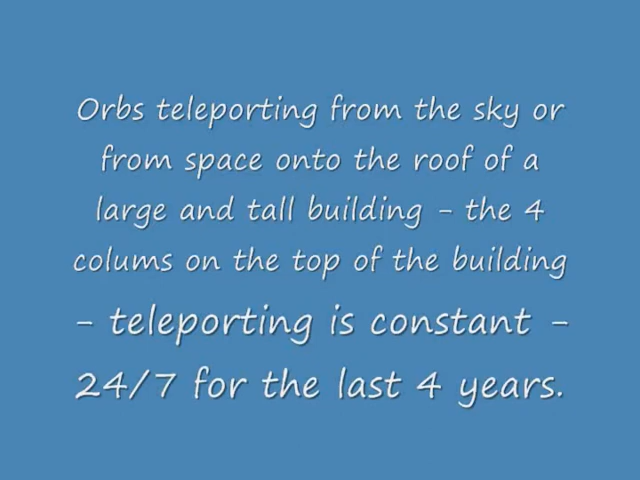 Orbs teleporting from the sky or
from space onto the roof of a
large and tall building - the 4
colums on the top of the building
- teleporting is constant -
24/7 for the last 4 years.